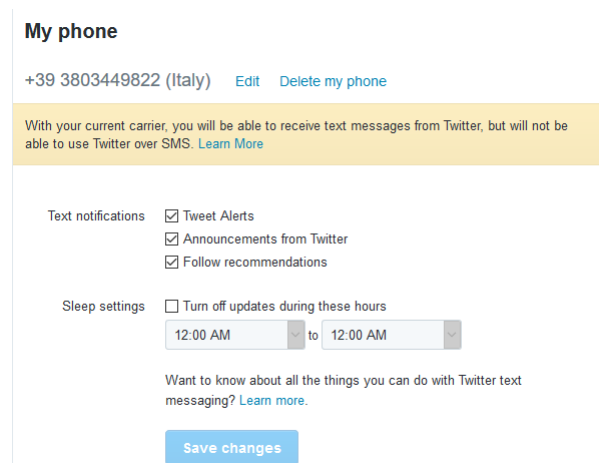 My phone
+39 3803449822 (Italy) Edit Delete my phone
With your current carrier, you will be able to receive text messages from Twitter, but will not be
able to use Twitter over SMS. Learn More
Text notifications Tweet Alerts
Announcements from Twitter
Follow recommendations
Sleep settings Turn off updates during these hours
12:00 AM to 12:00 AM
Want to know about all the things you can do with Twitter text
messaging? Learn more.
Save changes